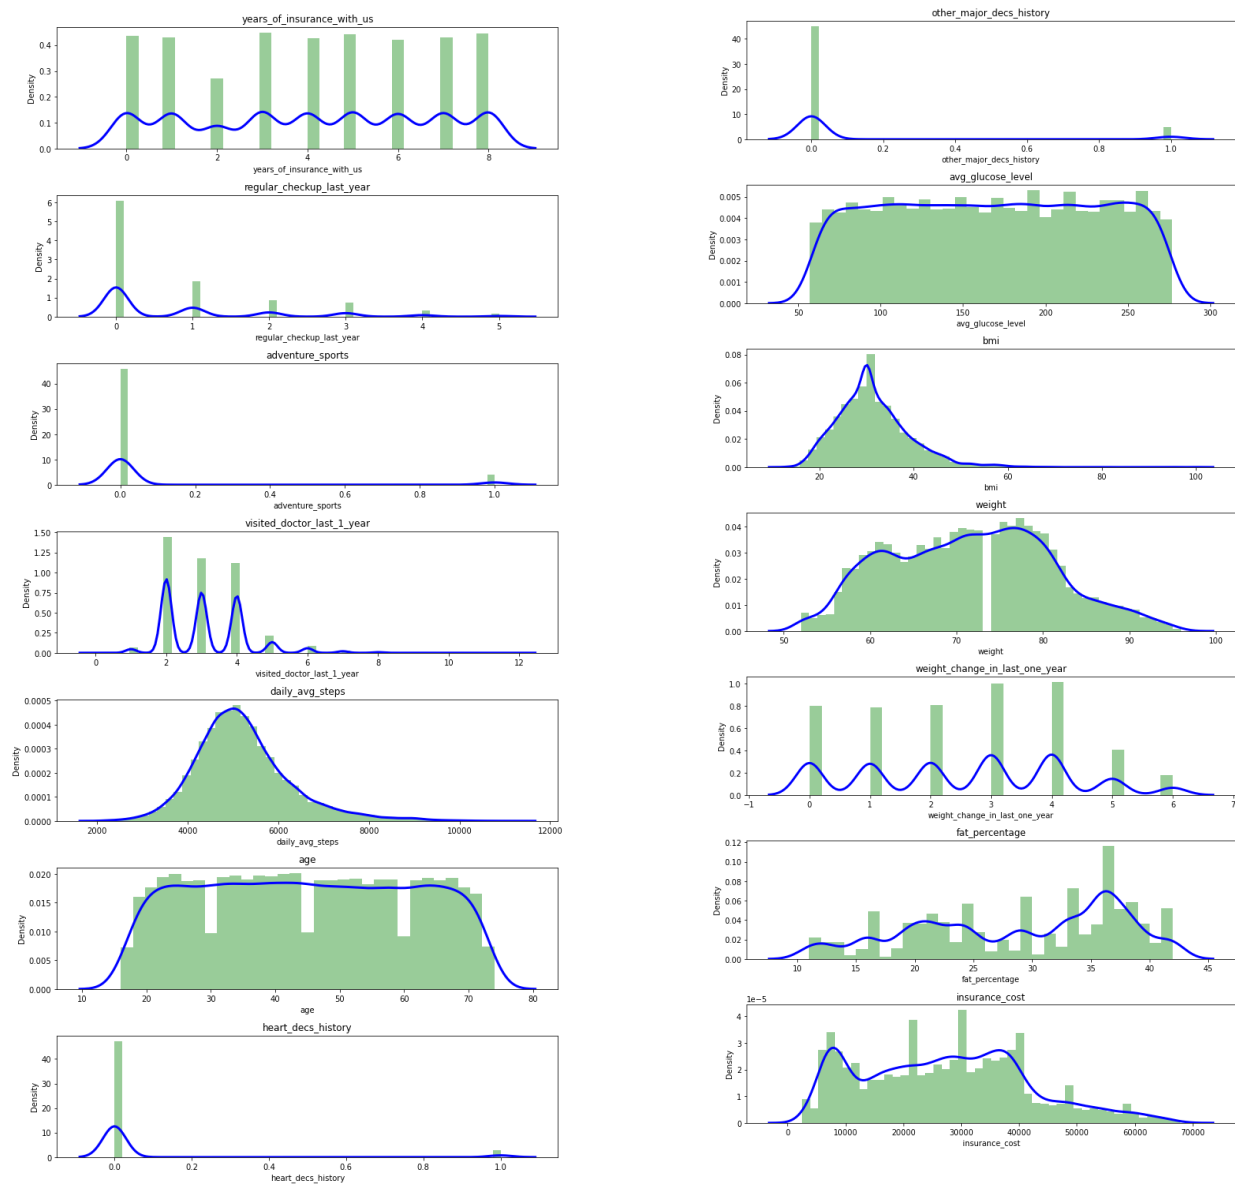 years_of_insurance_with_us
0.4
0.3
0.2
0.1
0.0
Density
0 2 4 6 8
years_of_insurance_with_us
regular_checkup_last_year
6
5
4
3
2
1
0
Density
0 1 2 3 4 5
regular_checkup_last_year
adventure_sports
40
30
20
10
0
Density
0.0 0.2 0.4 0.6 0.8 1.0
adventure_sports
visited_doctor_last_1_year
1.50
1.25
1.00
0.75
0.50
0.25
0.00
Density
0 2 4 6 8 10 12
visited_doctor_last_1_year
daily_avg_steps
0.0005
0.0004
0.0003
0.0002
0.0001
0.0000
Density
2000 4000 6000 8000 10000 12000
daily_avg_steps
age
0.020
0.015
0.010
0.005
0.000
Density
10 20 30 40 50 60 70 80
age
heart_decs_history
40
30
20
10
0
Density
0.0 0.2 0.4 0.6 0.8 1.0
heart_decs_history
other_major_decs_history
40
30
20
10
0
Density
0.0 0.2 0.4 0.6 0.8 1.0
other_major_decs_history
avg_glucose_level
0.005
0.004
0.003
0.002
0.001
0.000
Density
50 100 150 200 250 300
avg_glucose_level
bmi
0.08
0.06
0.04
0.02
0.00
Density
20 40 60 80 100
bmi
weight
0.04
0.03
0.02
0.01
0.00
Density
50 60 70 80 90 100
weight
weight_change_in_last_one_year
1.0
0.8
0.6
0.4
0.2
0.0
Density
−1 0 1 2 3 4 5 6 7
weight_change_in_last_one_year
fat_percentage
0.12
0.10
0.08
0.06
0.04
0.02
0.00
Density
10 15 20 25 30 35 40 45
fat_percentage
1e−5
insurance_cost
4
3
2
1
0
Density
0 10000 20000 30000 40000 50000 60000 70000
insurance_cost